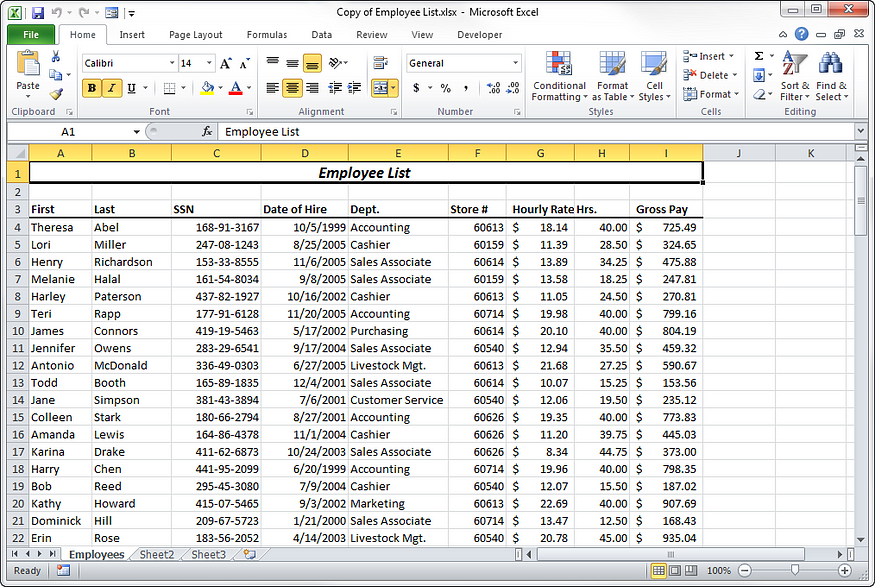 Copy of Employee List.xlsx - Microsoft Excel
File Home Insert Page Layout Formulas Data Review View Developer
Calibri 14 General
Paste
B I U A $ % ,
Conditional Formatting Format as Table Cell Styles
Insert Delete Format
Sort & Filter Find & Select
Clipboard Font Alignment Number Styles Cells Editing
A1 fx Employee List
A B C D E F G H I J K
1 Employee List
2
3 First Last SSN Date of Hire Dept. Store # Hourly Rate Hrs. Gross Pay
4 Theresa Abel 168-91-3167 10/5/1999 Accounting 60613 $ 18.14 40.00 $ 725.49
5 Lori Miller 247-08-1243 8/25/2005 Cashier 60159 $ 11.39 28.50 $ 324.65
6 Henry Richardson 153-33-8555 11/6/2005 Sales Associate 60614 $ 13.89 34.25 $ 475.88
7 Melanie Halal 161-54-8034 9/8/2005 Sales Associate 60159 $ 13.58 18.25 $ 247.81
8 Harley Paterson 437-82-1927 10/16/2002 Cashier 60613 $ 11.05 24.50 $ 270.81
9 Teri Rapp 177-91-6128 11/20/2005 Accounting 60714 $ 19.98 40.00 $ 799.16
10 James Connors 419-19-5463 5/17/2002 Purchasing 60614 $ 20.10 40.00 $ 804.19
11 Jennifer Owens 283-29-6541 9/17/2004 Sales Associate 60540 $ 12.94 35.50 $ 459.32
12 Antonio McDonald 336-49-0303 6/27/2005 Livestock Mgt. 60613 $ 21.68 27.25 $ 590.67
13 Todd Booth 165-89-1835 12/4/2001 Sales Associate 60614 $ 10.07 15.25 $ 153.56
14 Jane Simpson 381-43-3894 7/6/2001 Customer Service 60540 $ 12.06 19.50 $ 235.12
15 Colleen Stark 180-66-2794 8/27/2001 Accounting 60626 $ 19.35 40.00 $ 773.83
16 Amanda Lewis 164-86-4378 11/1/2004 Cashier 60626 $ 11.20 39.75 $ 445.03
17 Karina Drake 411-62-6873 10/24/2003 Sales Associate 60626 $ 8.34 44.75 $ 373.00
18 Harry Chen 441-95-2099 6/20/1999 Accounting 60714 $ 19.96 40.00 $ 798.35
19 Bob Reed 295-45-3080 7/9/2004 Cashier 60540 $ 12.07 15.50 $ 187.02
20 Kathy Howard 415-07-5465 9/3/2002 Marketing 60613 $ 22.69 40.00 $ 907.69
21 Dominick Hill 209-67-5723 1/21/2000 Sales Associate 60714 $ 13.47 12.50 $ 168.43
22 Erin Rose 183-56-2052 4/14/2003 Livestock Mgt. 60540 $ 20.78 45.00 $ 935.04
Employees Sheet2 Sheet3
Ready 100%